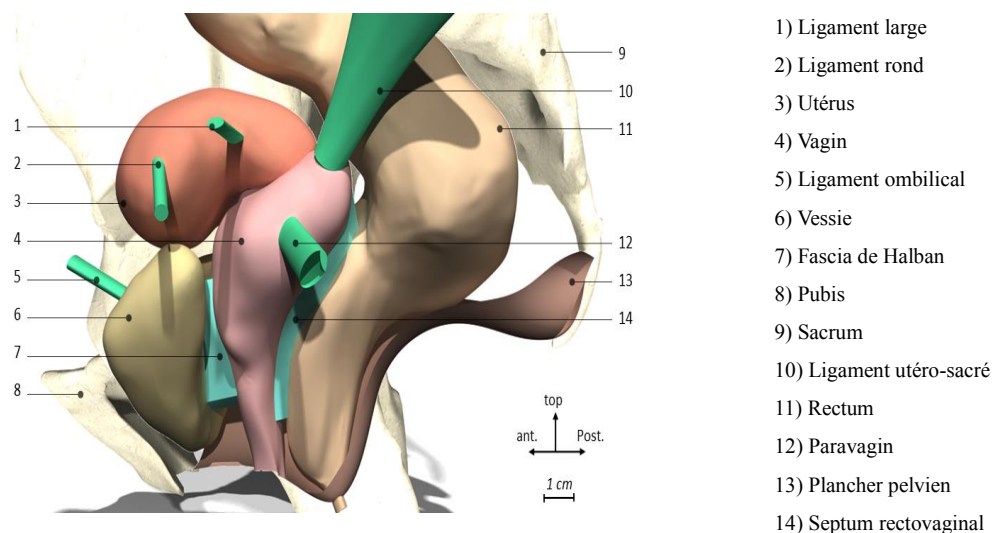 1
2
3
4
5
6
7
8
9
10
11
12
13
14
top
ant. Post.
1 cm
1) Ligament large
2) Ligament rond
3) Utérus
4) Vagin
5) Ligament ombilical
6) Vessie
7) Fascia de Halban
8) Pubis
9) Sacrum
10) Ligament utéro-sacré
11) Rectum
12) Paravagin
13) Plancher pelvien
14) Septum rectovaginal